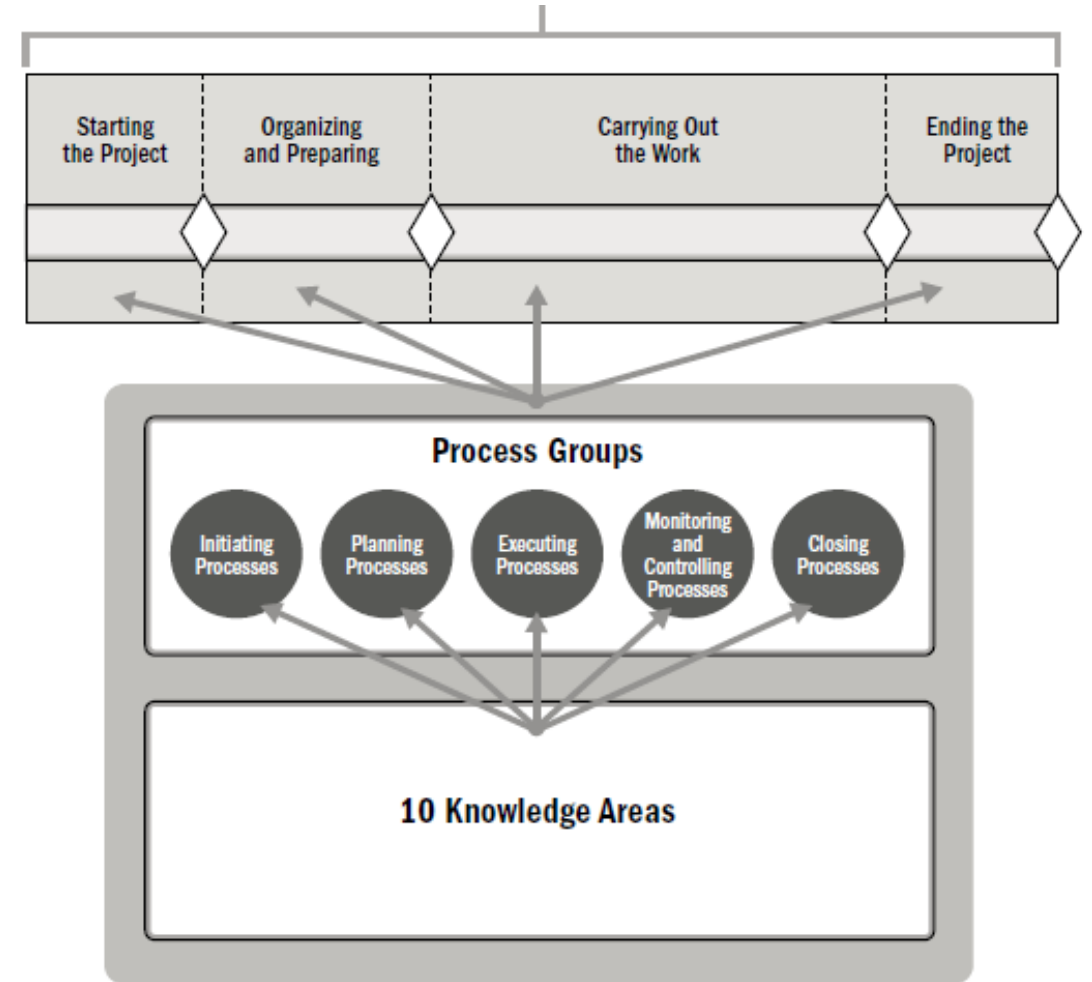 Starting
the Project
Organizing
and Preparing
Carrying Out
the Work
Ending the
Project
Process Groups
Initiating
Processes
Planning
Processes
Executing
Processes
Monitoring
and
Controlling
Processes
Closing
Processes
10 Knowledge Areas